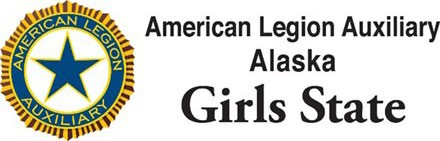 AMERICAN LEGION
AUXILIARY
American Legion Auxiliary
Alaska
Girls State